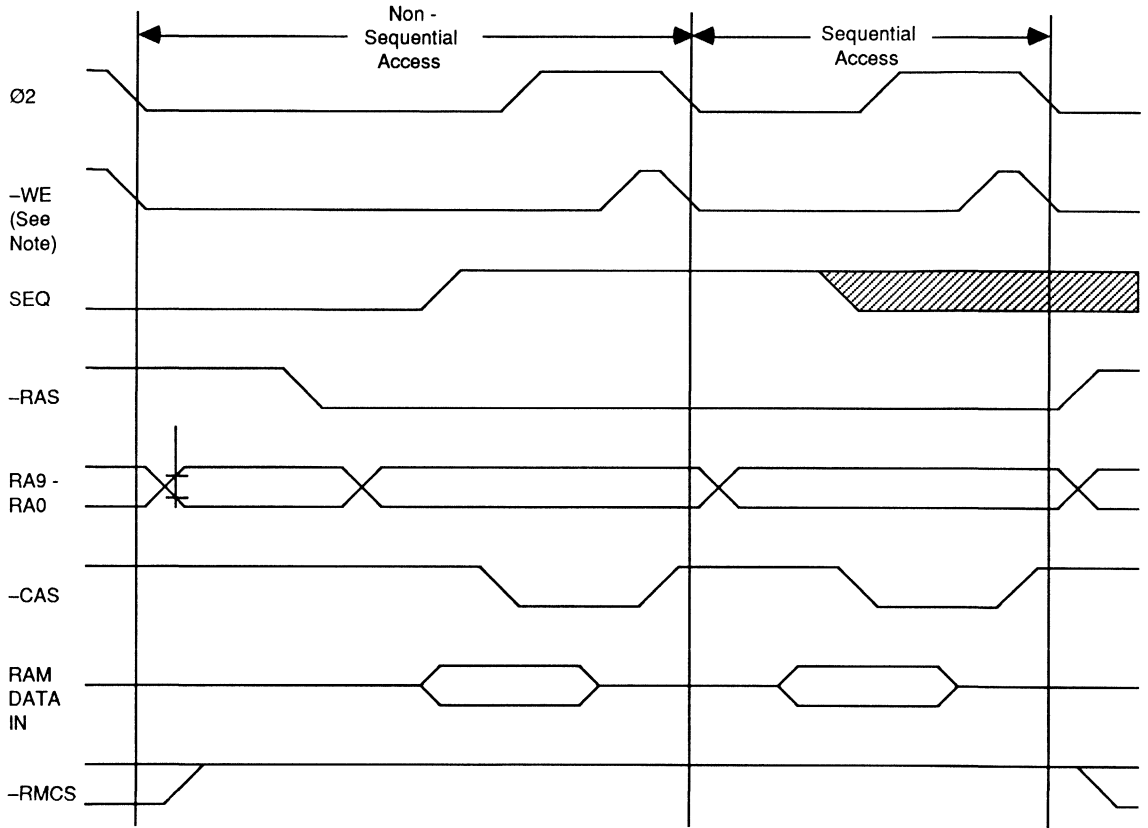 Non -
Sequential
Access
Sequential
Access
Ø2
–WE
(See
Note)
SEQ
–RAS
RA9 -
RA0
–CAS
RAM
DATA
IN
–RMCS